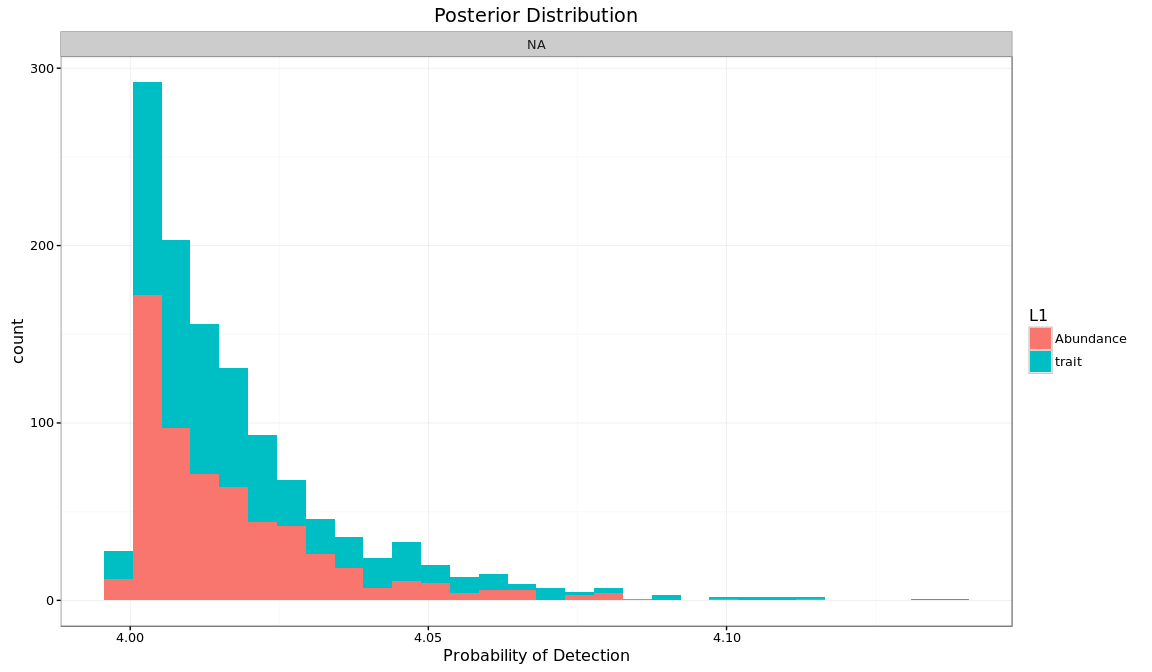 Posterior Distribution
NA
300
200
100
0
count
4.00
4.05
4.10
Probability of Detection
L1
Abundance
trait